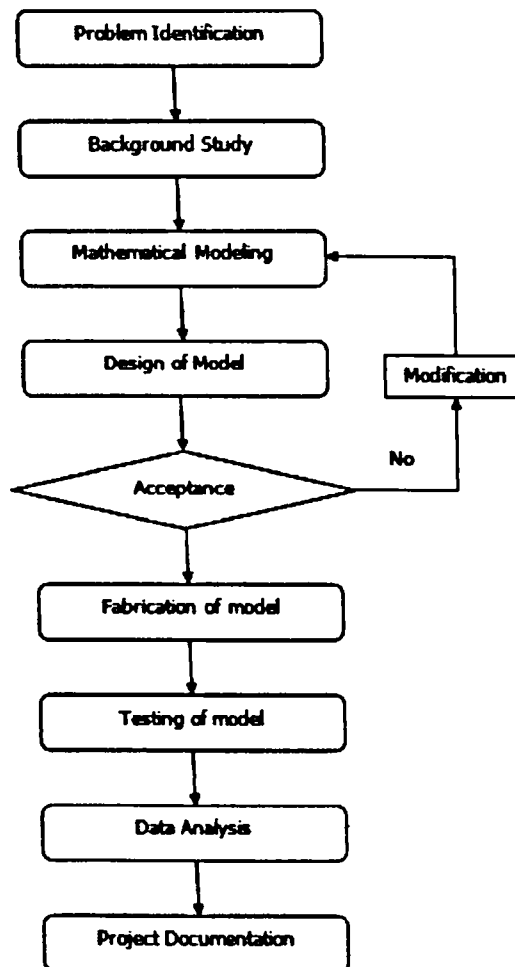 Problem Identification
Background Study
Mathematical Modeling
Design of Model
Modification
No
Acceptance
Fabrication of model
Testing of model
Data Analysis
Project Documentation